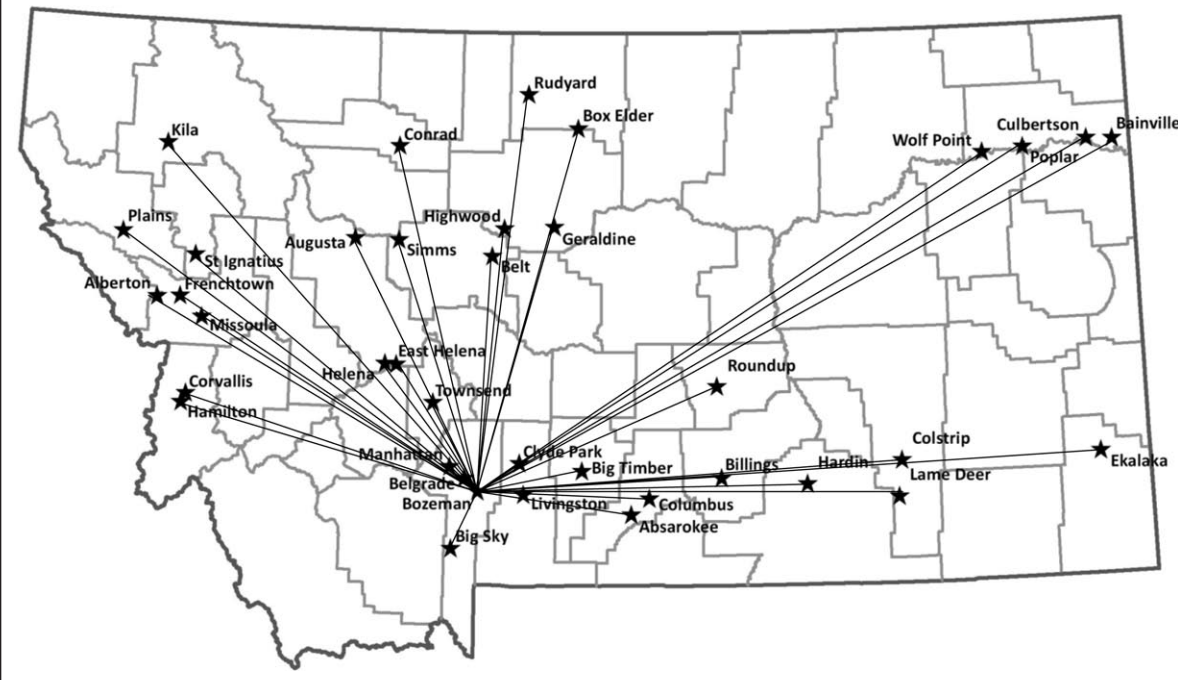 Rudyard
Box Elder
Kila
Conrad
Wolf Point
Culbertson
Bainville
Poplar
Plains
Highwood
Augusta
Simms
Geraldine
St Ignatius
Belt
Alberton
Frenchtown
Missoula
East Helena
Helena
Roundup
Corvallis
Townsend
Hamilton
Colstrip
Manhattan
Clyde Park
Big Timber
Billings
Hardin
Ekalaka
Lame Deer
Belgrade
Bozeman
Livingston
Columbus
Absarokee
Big Sky